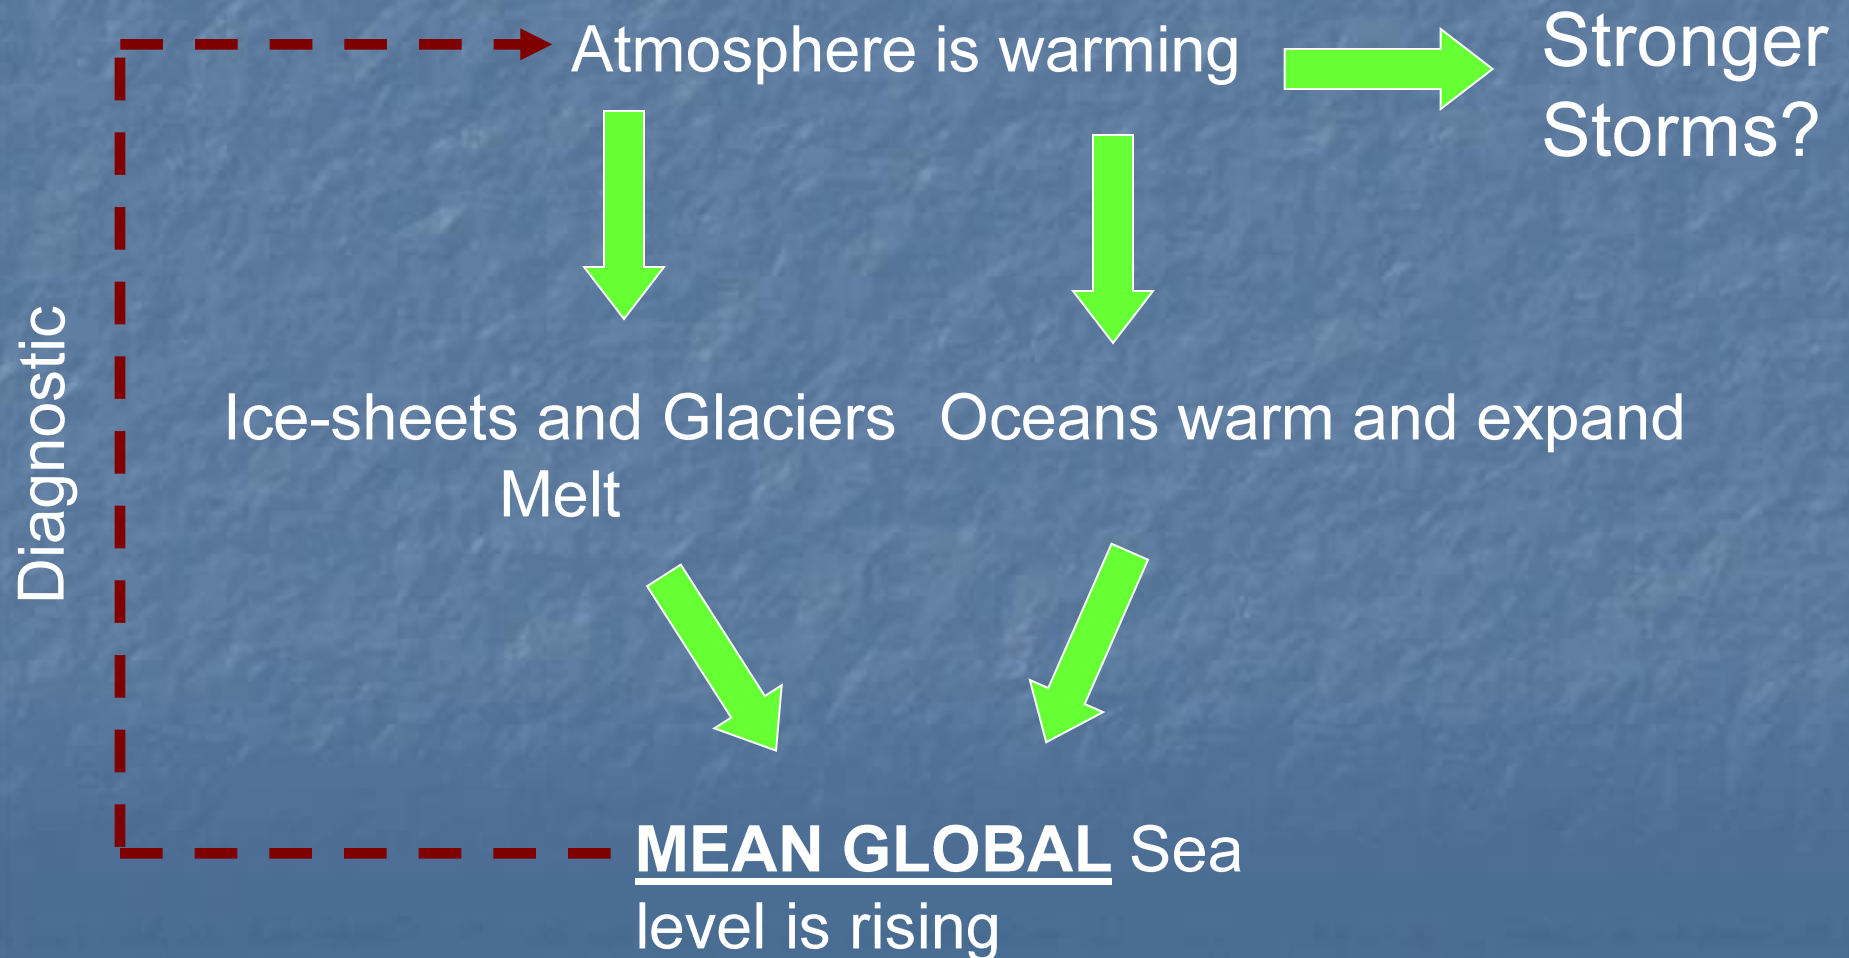 Atmosphere is warming
Stronger
Storms?
Diagnostic
Ice-sheets and Glaciers
Melt
Oceans warm and expand
MEAN GLOBAL Sea
level is rising